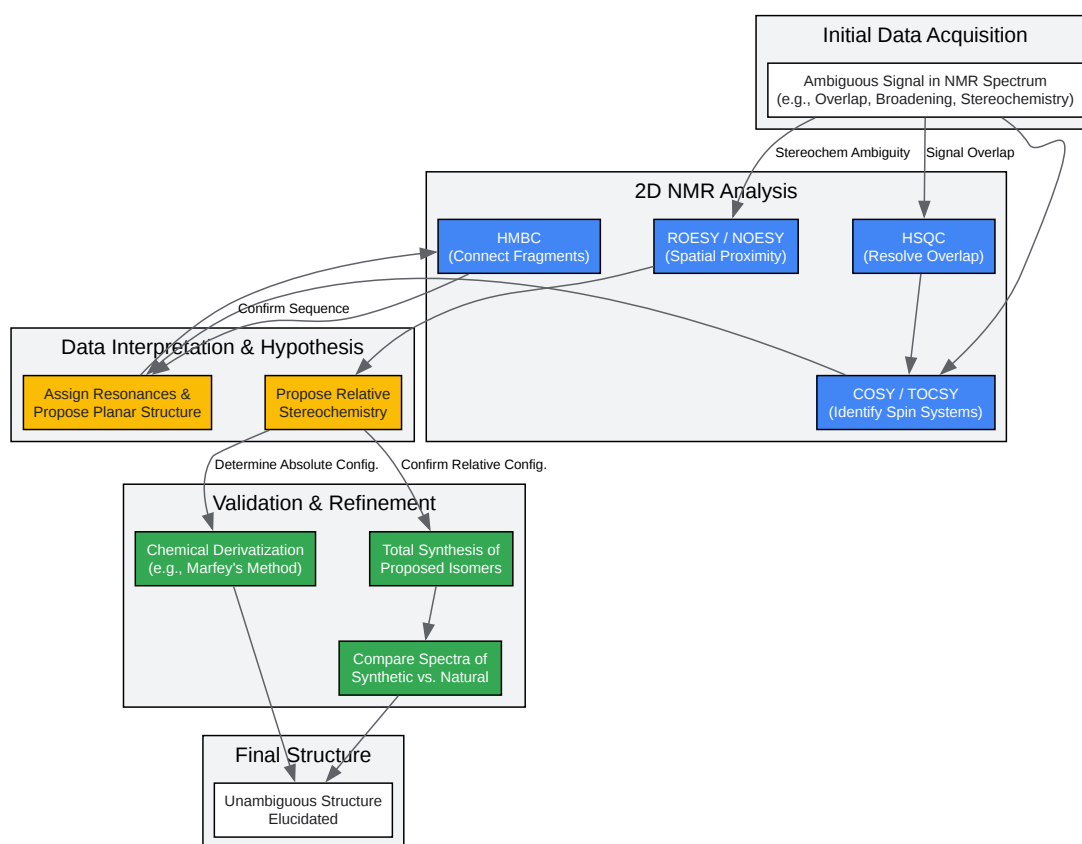 Initial Data Acquisition
Ambiguous Signal in NMR Spectrum
(e.g., Overlap, Broadening, Stereochemistry)
Stereochem Ambiguity
Signal Overlap
2D NMR Analysis
HMBC
(Connect Fragments)
ROESY / NOESY
(Spatial Proximity)
HSQC
(Resolve Overlap)
Confirm Sequence
COSY / TOCSY
(Identify Spin Systems)
Data Interpretation & Hypothesis
Assign Resonances &
Propose Planar Structure
Propose Relative
Stereochemistry
Determine Absolute Config.
Confirm Relative Config.
Validation & Refinement
Chemical Derivatization
(e.g., Marfey's Method)
Total Synthesis of
Proposed Isomers
Compare Spectra of
Synthetic vs. Natural
Final Structure
Unambiguous Structure
Elucidated